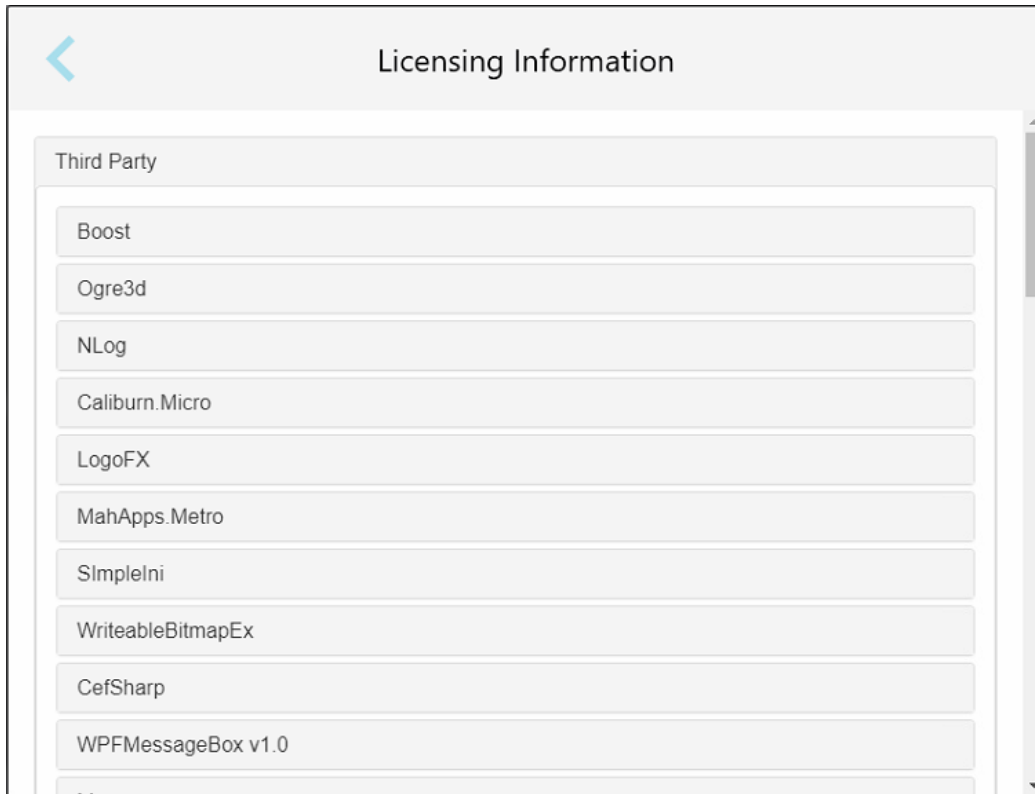 Licensing Information
Third Party
Boost
Ogre3d
NLog
Caliburn.Micro
LogoFX
MahApps.Metro
SImpleIni
WriteableBitmapEx
CefSharp
WPFMessageBox v1.0